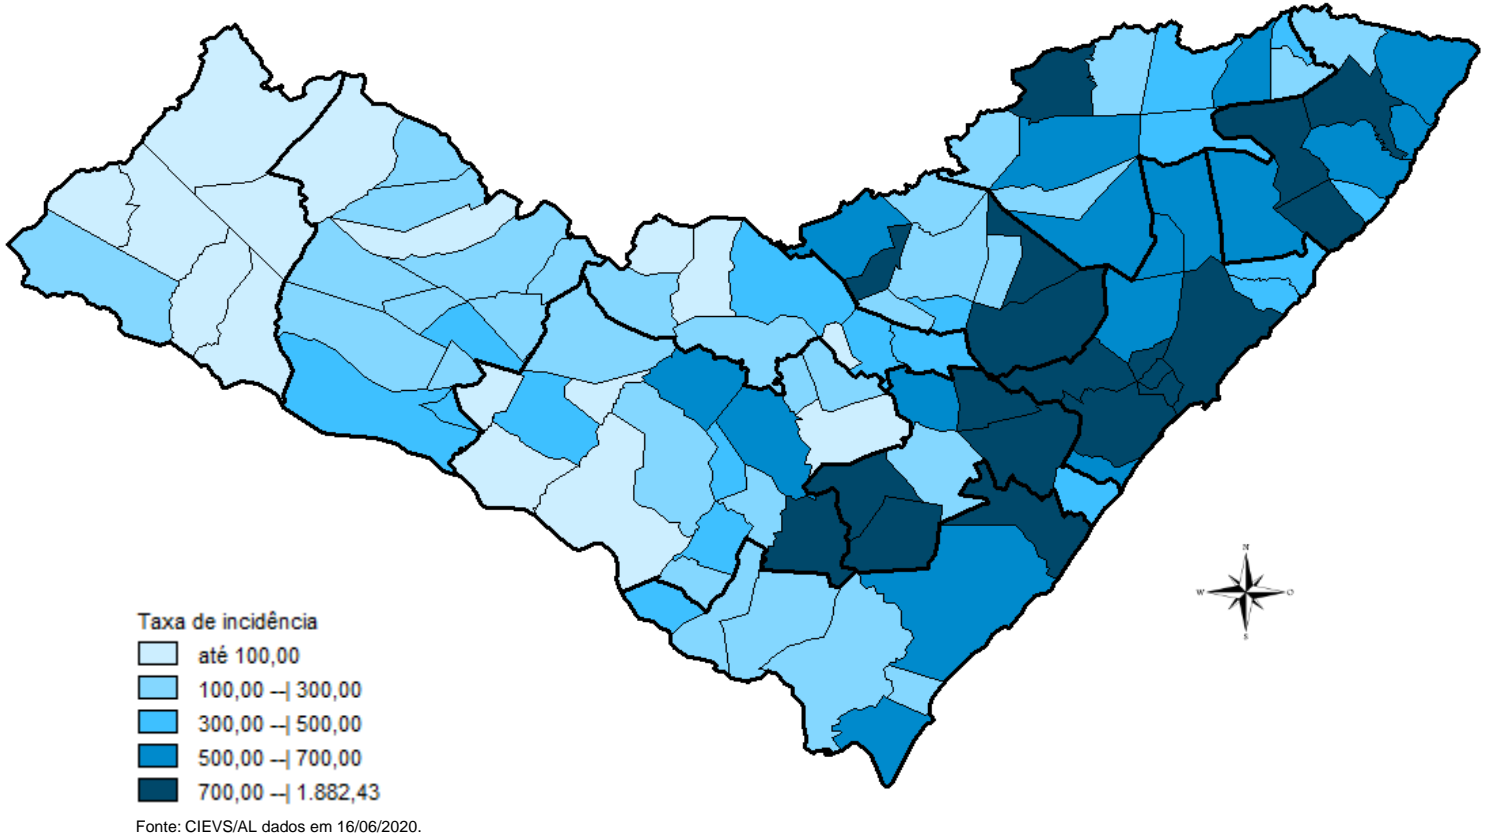 N
W
O
S
Taxa de incidência
até 100,00
100,00 --| 300,00
300,00 --| 500,00
500,00 --| 700,00
700,00 --| 1.882,43
Fonte: CIEVS/AL dados em 16/06/2020.